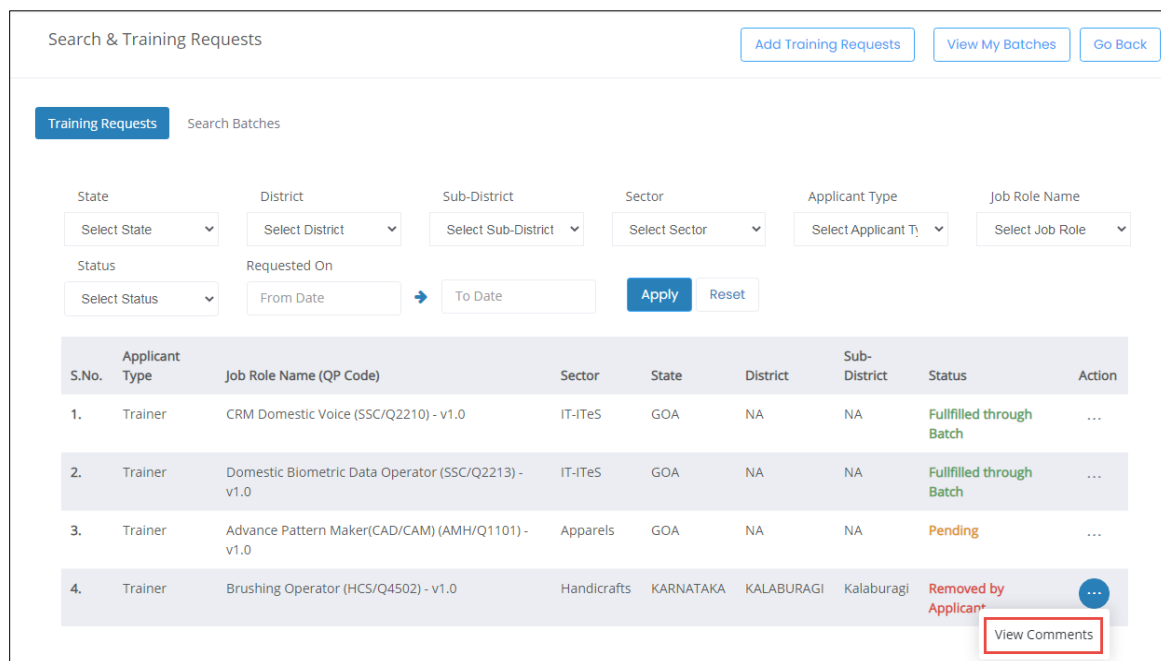 Search & Training Requests
Add Training Requests
View My Batches
Go Back
Training Requests
Search Batches
State
District
Sub-District
Sector
Applicant Type
Job Role Name
Select State
Select District
Select Sub-District
Select Sector
Select Applicant Ty
Select Job Role
Status
Requested On
Select Status
From Date
To Date
Apply
Reset
S.No.
Applicant
Type
Job Role Name (QP Code)
Sector
State
District
Sub-
District
Status
Action
1.
Trainer
CRM Domestic Voice (SSC/Q2210) - v1.0
IT-ITeS
GOA
NA
NA
Fullfilled through
Batch
...
2.
Trainer
Domestic Biometric Data Operator (SSC/Q2213) -
v1.0
IT-ITeS
GOA
NA
NA
Fullfilled through
Batch
...
3.
Trainer
Advance Pattern Maker(CAD/CAM) (AMH/Q1101) -
v1.0
Apparels
GOA
NA
NA
Pending
...
4.
Trainer
Brushing Operator (HCS/Q4502) - v1.0
Handicrafts
KARNATAKA
KALABURAGI
Kalaburagi
Removed by
Applicant
...
View Comments